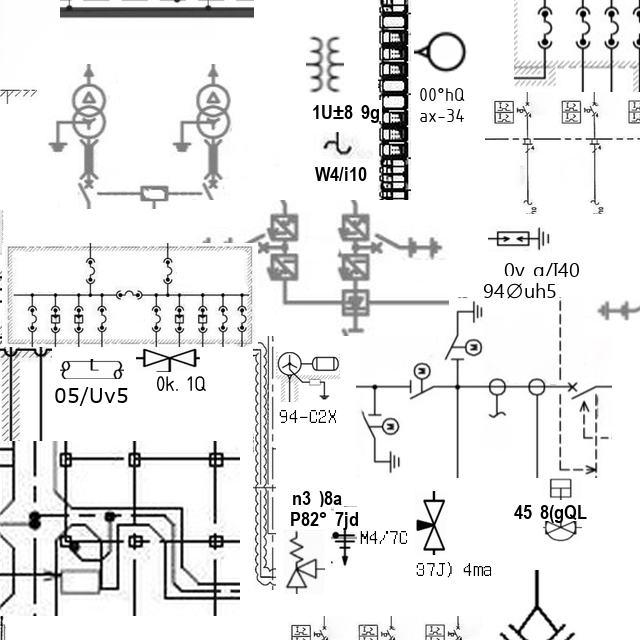 1U±8 9g
W4/i10
00°hQ
ax-34
0v g/I40
94Øuh5
05/Uv5
0k. 1Q
94-C2X
n3 )8a
P82° 7jd
M4/7C
37J) 4ma
45 8(gQL